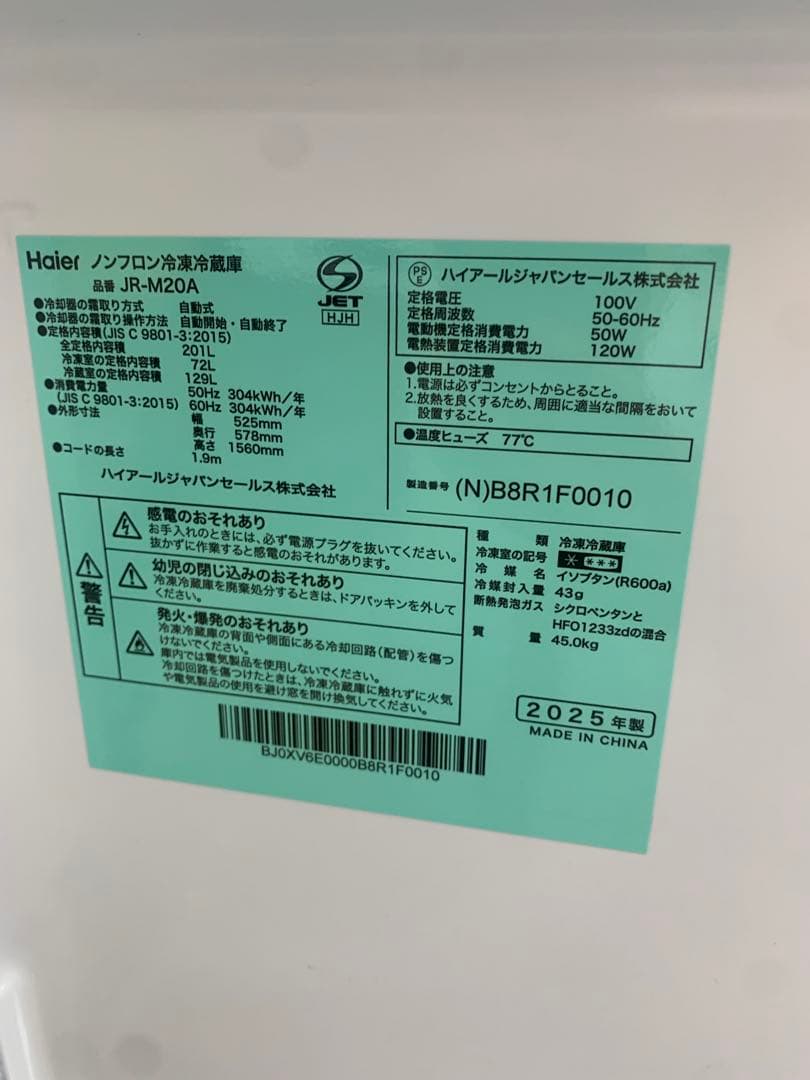 Haier ノンフロン冷凍冷蔵庫
品番 JR-M20A
●冷却器の霜取り方式 自動式
●冷却器の霜取り操作方法 自動開始・自動終了
●定格内容積(JIS C 9801-3:2015)
全定格内容積 201L
冷凍室の定格内容積 72L
冷蔵室の定格内容積 129L
●消費電力量 50Hz 304kWh/年
(JIS C 9801-3:2015) 60Hz 304kWh/年
●外形寸法 幅 525mm
奥行 578mm
高さ 1560mm
●コードの長さ 1.9m
ハイアールジャパンセールス株式会社
JET
HJH
PSE ハイアールジャパンセールス株式会社
定格電圧 100V
定格周波数 50-60Hz
電動機定格消費電力 50W
電熱装置定格消費電力 120W
●使用上の注意
1.電源は必ずコンセントからとること。
2.放熱を良くするため、周囲に適当な間隔をおいて
設置すること。
●温度ヒューズ 77℃
製造番号 (N)B8R1F0010
警告
感電のおそれあり
お手入れのときには、必ず電源プラグを抜いてください。
抜かずに作業すると感電のおそれがあります。
幼児の閉じ込みのおそれあり
冷凍冷蔵庫を廃棄処分するときは、ドアパッキンを外して
ください。
発火・爆発のおそれあり
冷凍冷蔵庫の背面や側面にある冷却回路(配管)を傷つ
けないでください。
庫内では電気製品を使用しないでください。
冷却回路を傷つけたときは、冷凍冷蔵庫に触れずに火気
や電気製品の使用を避け窓を開け換気してください。
種類 冷凍冷蔵庫
冷凍室の記号 * ***
冷媒名 イソブタン(R600a)
冷媒封入量 43g
断熱発泡ガス シクロペンタンと
HFO1233zdの混合
質量 45.0kg
BJ0XV6E0000B8R1F0010
2025年製
MADE IN CHINA